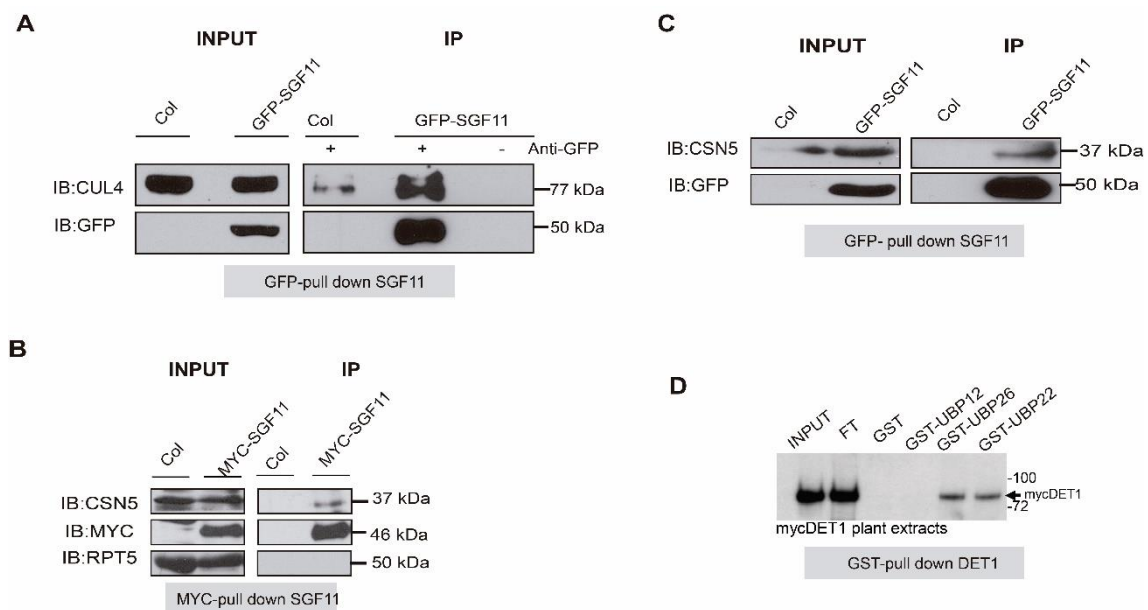 A
INPUT
IP
Col
GFP-SGF11
Col
GFP-SGF11
+
+
-
Anti-GFP
IB:CUL4
77 kDa
IB:GFP
50 kDa
GFP-pull down SGF11
C
INPUT
IP
Col
GFP-SGF11
Col
GFP-SGF11
IB:CSN5
37 kDa
IB:GFP
50 kDa
GFP- pull down SGF11
B
INPUT
IP
Col
MYC-SGF11
Col
MYC-SGF11
IB:CSN5
37 kDa
IB:MYC
46 kDa
IB:RPT5
50 kDa
MYC-pull down SGF11
D
INPUT
FT
GST
GST-UBP12
GST-UBP26
GST-UBP22
-100
mycDET1
-72
mycDET1 plant extracts
GST-pull down DET1